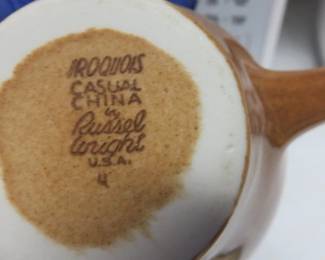 IROQUOIS
CASUAL
CHINA
by
Russel
Wright
U.S.A.
4